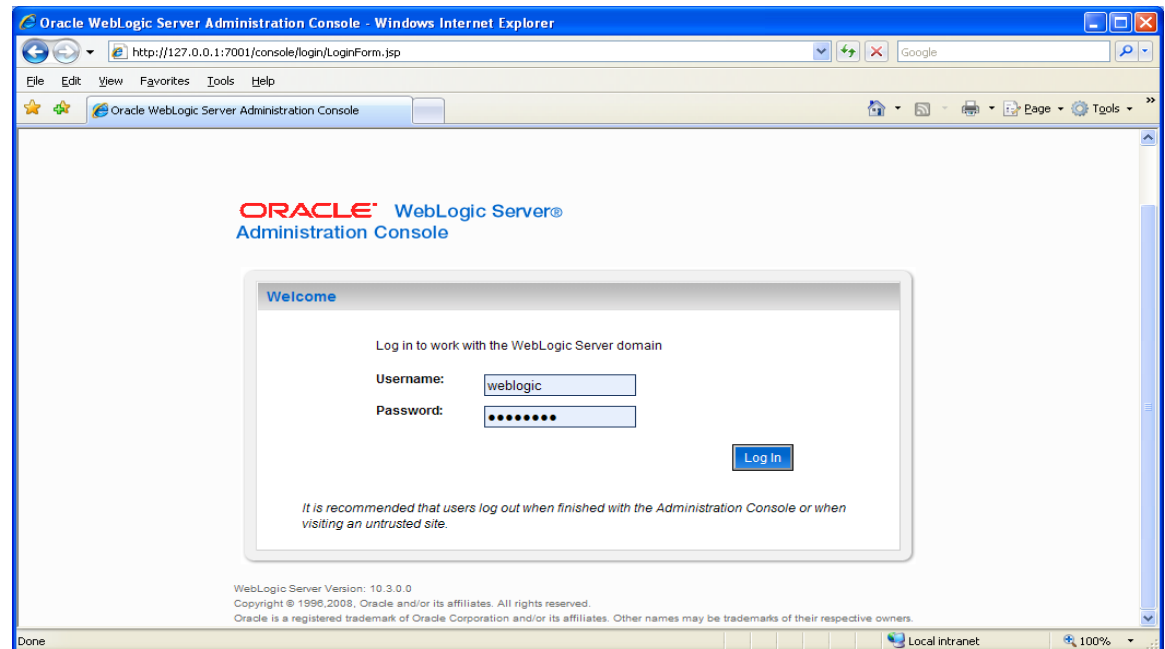 Oracle WebLogic Server Administration Console - Windows Internet Explorer
http://127.0.0.1:7001/console/login/LoginForm.jsp
Google
File Edit View Favorites Tools Help
Oracle WebLogic Server Administration Console
Page Tools »
ORACLE WebLogic Server®
Administration Console
Welcome
Log in to work with the WebLogic Server domain
Username: weblogic
Password: ••••••••
Log In
It is recommended that users log out when finished with the Administration Console or when
visiting an untrusted site.
WebLogic Server Version: 10.3.0.0
Copyright © 1996,2008, Oracle and/or its affiliates. All rights reserved.
Oracle is a registered trademark of Oracle Corporation and/or its affiliates. Other names may be trademarks of their respective owners.
Done Local intranet 100%